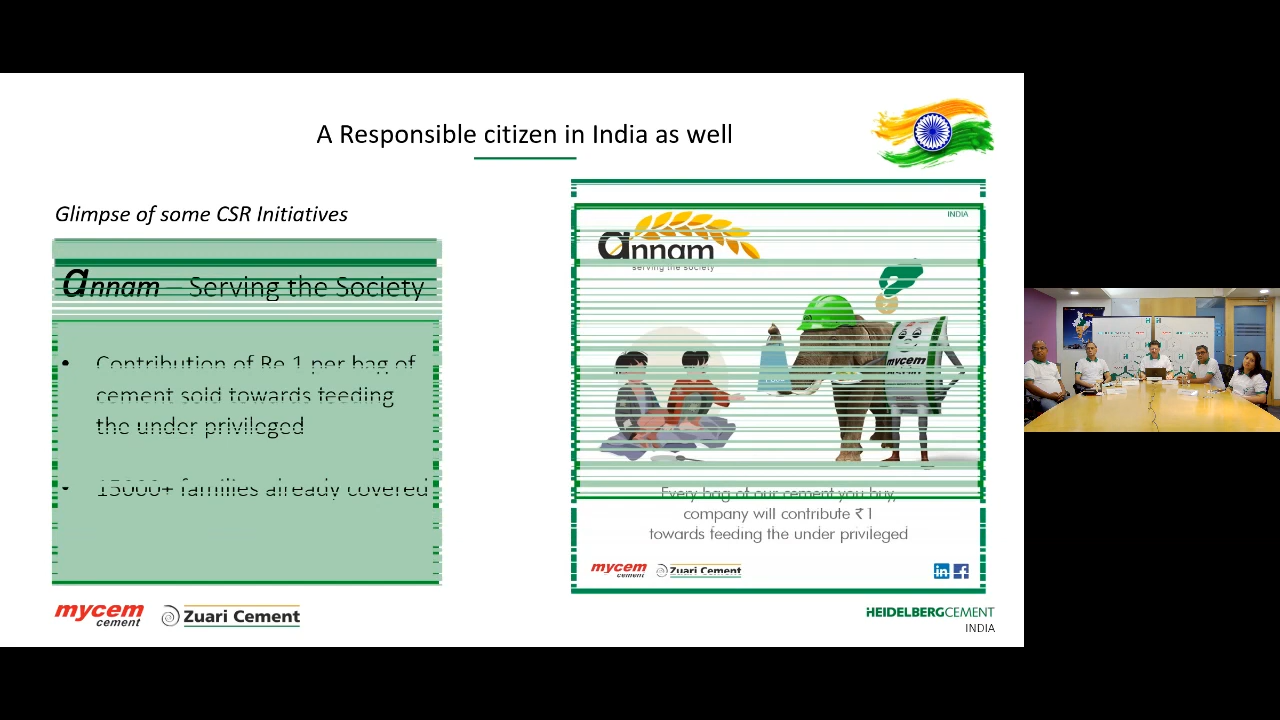 A Responsible citizen in India as well
Glimpse of some CSR Initiatives
annam – Serving the Society
• Contribution of Re 1 per bag of
cement sold towards feeding
the under privileged
• 15000+ families already covered
INDIA
annam
serving the society
mycem
Every bag of our cement you buy,
company will contribute ₹ 1
towards feeding the under privileged
mycem
cement
Zuari Cement
in f
mycem
cement
Zuari Cement
HEIDELBERGCEMENT
INDIA